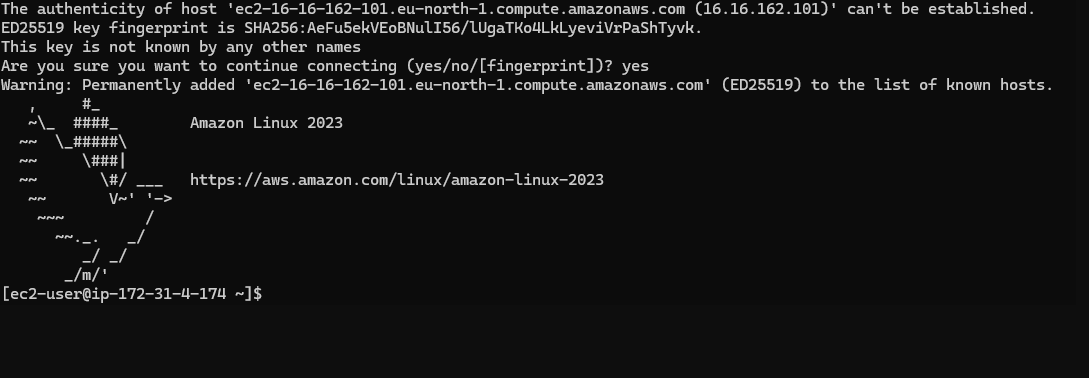 The authenticity of host 'ec2-16-16-162-101.eu-north-1.compute.amazonaws.com (16.16.162.101)' can't be established.
ED25519 key fingerprint is SHA256:AeFu5ekVEoBNulI56/lUgaTKo4LkLyeviVrPaShTyvk.
This key is not known by any other names
Are you sure you want to continue connecting (yes/no/[fingerprint])? yes
Warning: Permanently added 'ec2-16-16-162-101.eu-north-1.compute.amazonaws.com' (ED25519) to the list of known hosts.
   ,     #_
   ~\_  ####_        Amazon Linux 2023
  ~~  \_#####\
  ~~     \###|
  ~~       \#/ ___   https://aws.amazon.com/linux/amazon-linux-2023
   ~~       V~' '->
    ~~~         /
      ~~._.   _/
         _/ _/
       _/m/'
[ec2-user@ip-172-31-4-174 ~]$